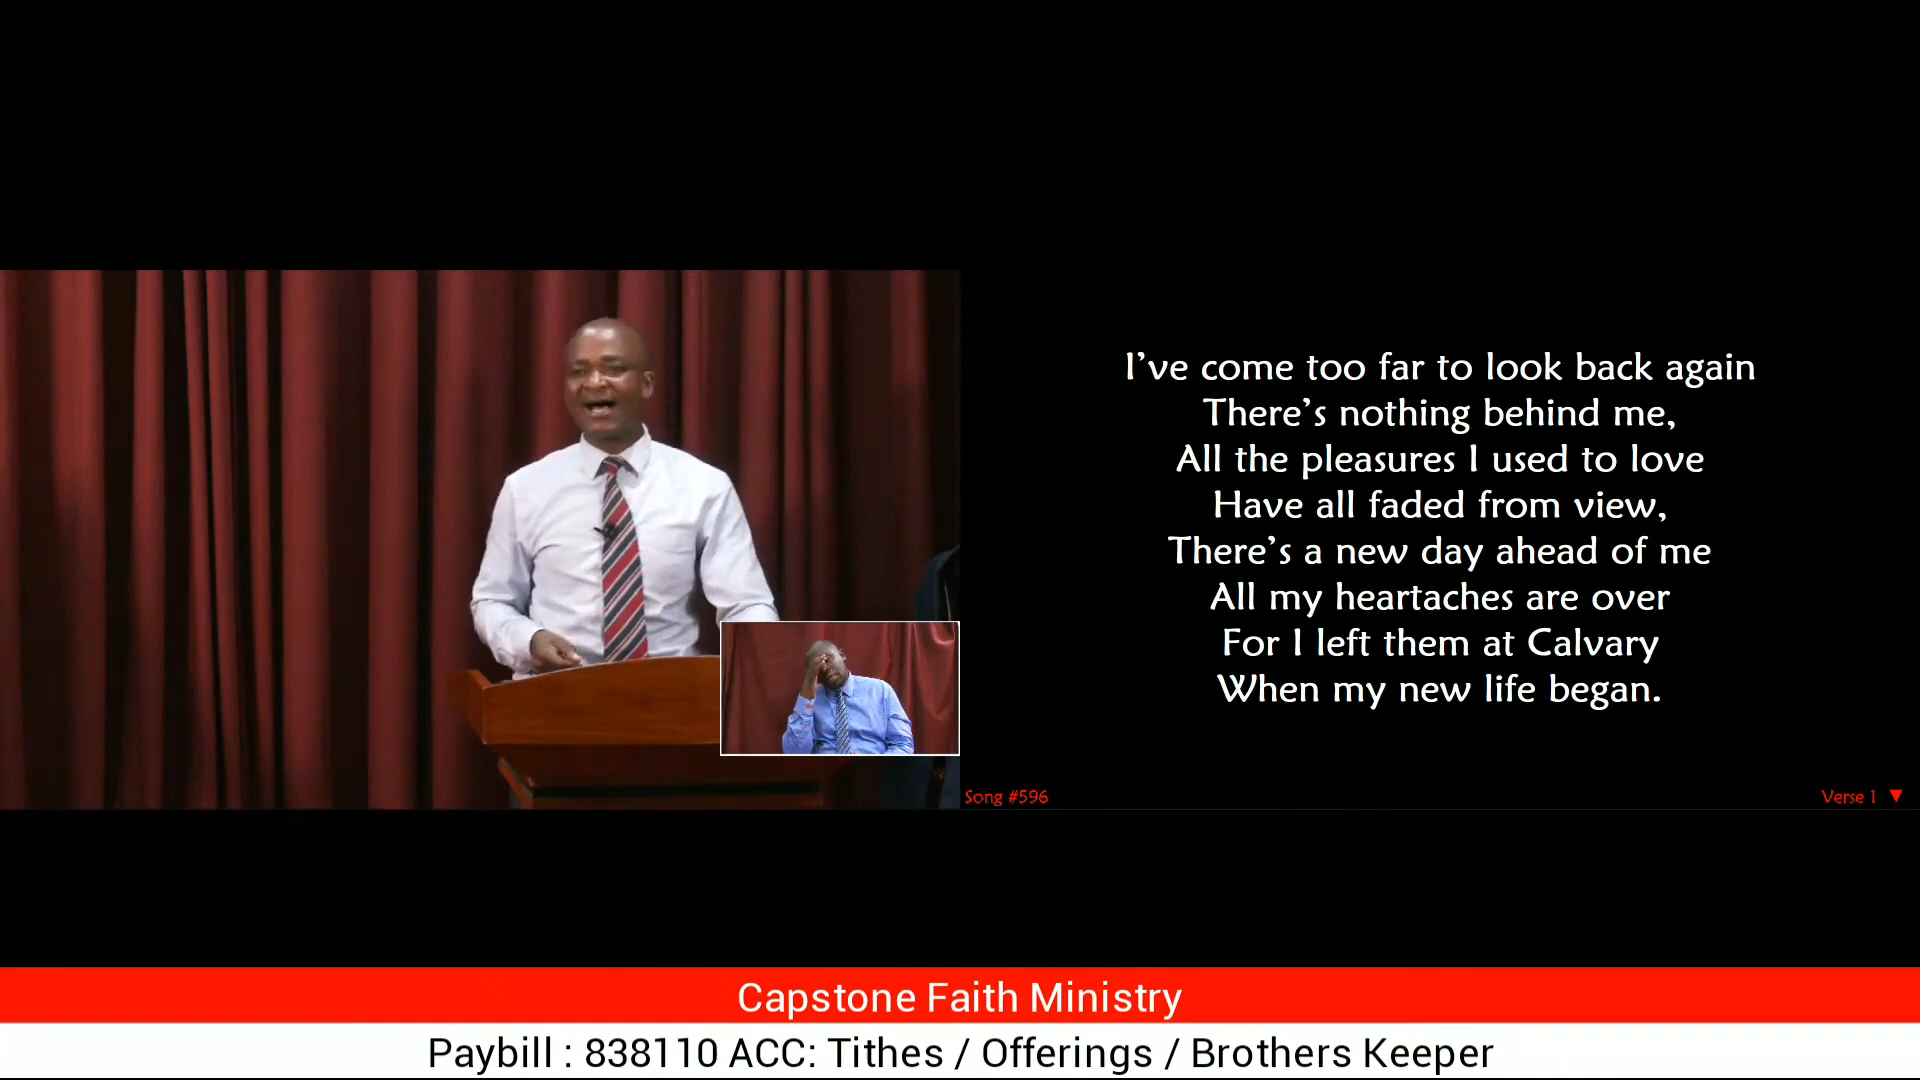 I’ve come too far to look back again
There’s nothing behind me,
All the pleasures I used to love
Have all faded from view,
There’s a new day ahead of me
All my heartaches are over
For I left them at Calvary
When my new life began.
Song #596
Verse 1 ▼
Capstone Faith Ministry
Paybill : 838110 ACC: Tithes / Offerings / Brothers Keeper